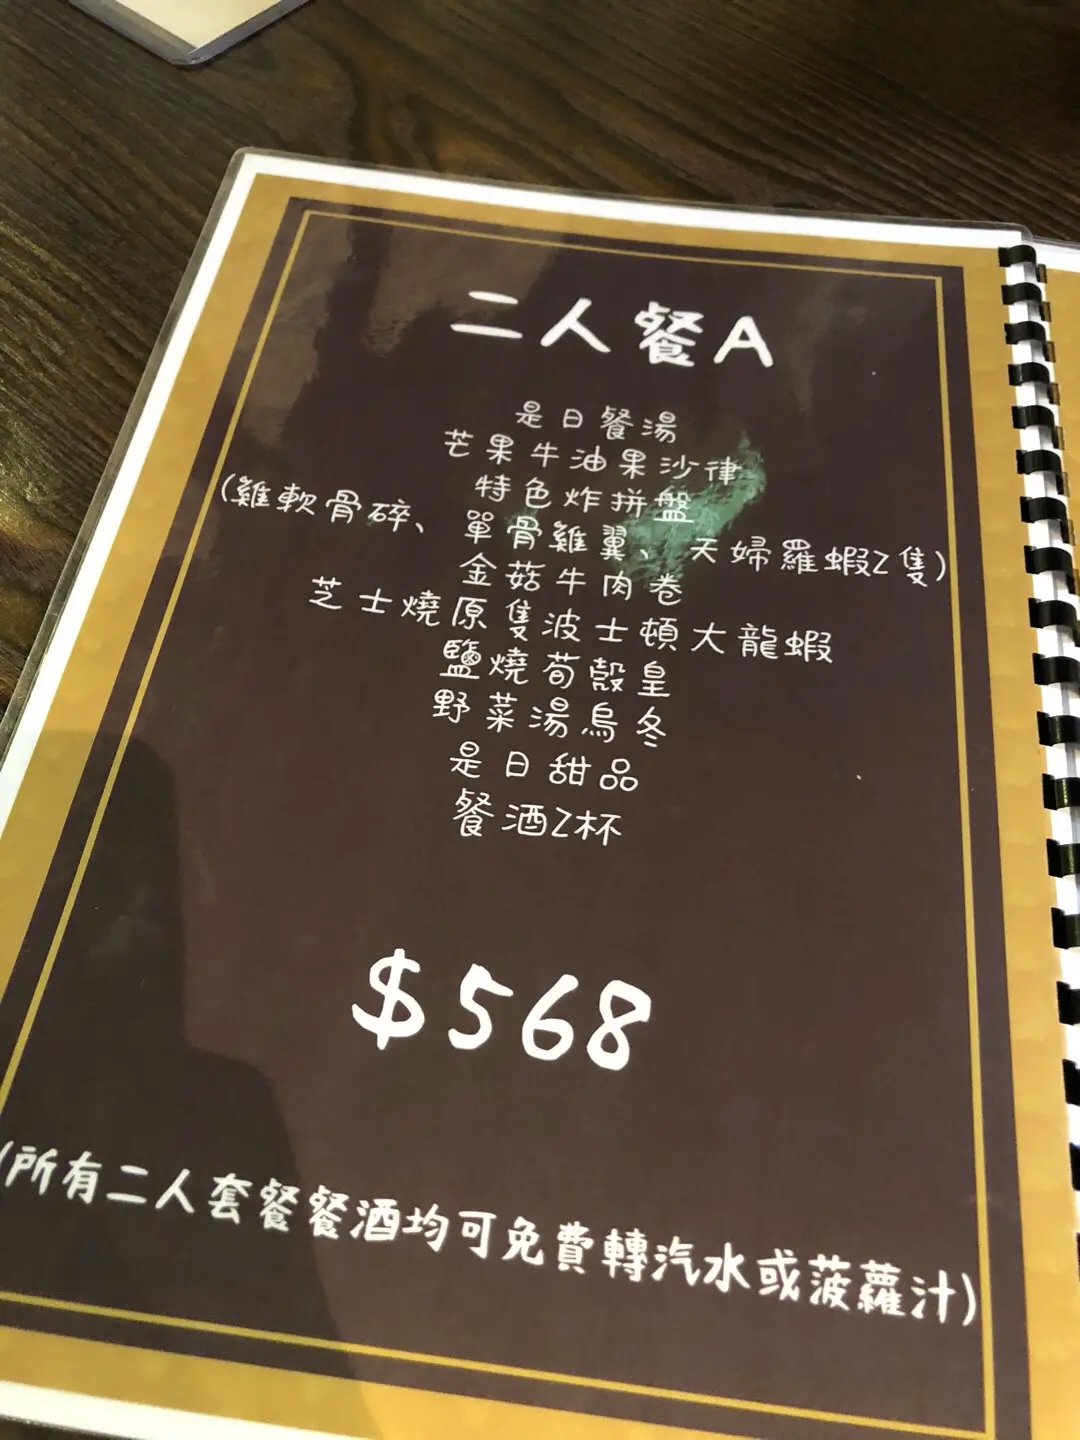 二人餐A
是日餐湯
芒果牛油果沙律
特色炸拼盤
(雞軟骨碎、單骨雞翼、天婦羅蝦2隻)
金菇牛肉卷
芝士燒原隻波士頓大龍蝦
鹽燒荀殼皇
野菜湯烏冬
是日甜品
餐酒2杯
$568
(所有二人套餐餐酒均可免費轉汽水或菠蘿汁)